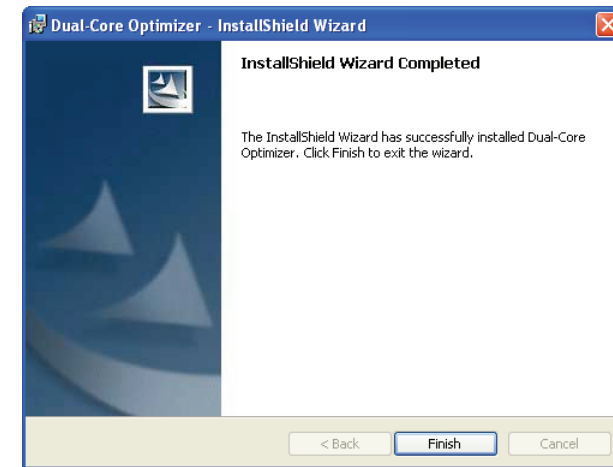 Dual-Core Optimizer - InstallShield Wizard
InstallShield Wizard Completed
The InstallShield Wizard has successfully installed Dual-Core
Optimizer. Click Finish to exit the wizard.
< Back Finish Cancel